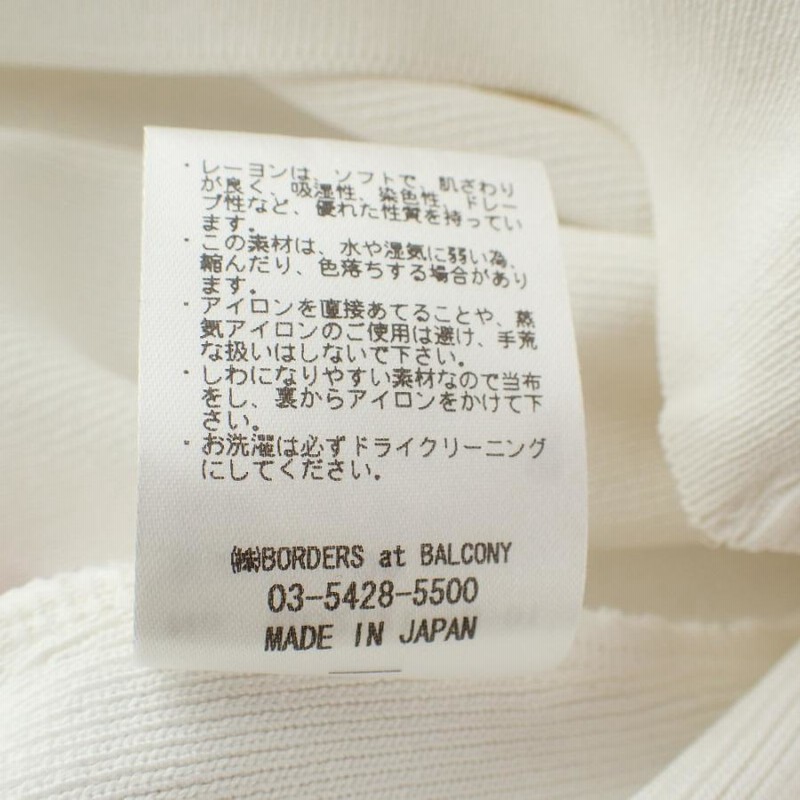 ・レーヨンは、ソフトで、肌ざわり
が良く、吸湿性、染色性、ドレー
プ性など、優れた性質を持ってい
ます。
・この素材は、水や湿気に弱い為、
縮んだり、色落ちする場合があり
ます。
・アイロンを直接あてることや、蒸
気アイロンのご使用は避け、手荒
な扱いはしないで下さい。
・しわになりやすい素材なので当布
をし、裏からアイロンをかけて下
さい。
・お洗濯は必ずドライクリーニング
にしてください。
㈱BORDERS at BALCONY
03-5428-5500
MADE IN JAPAN